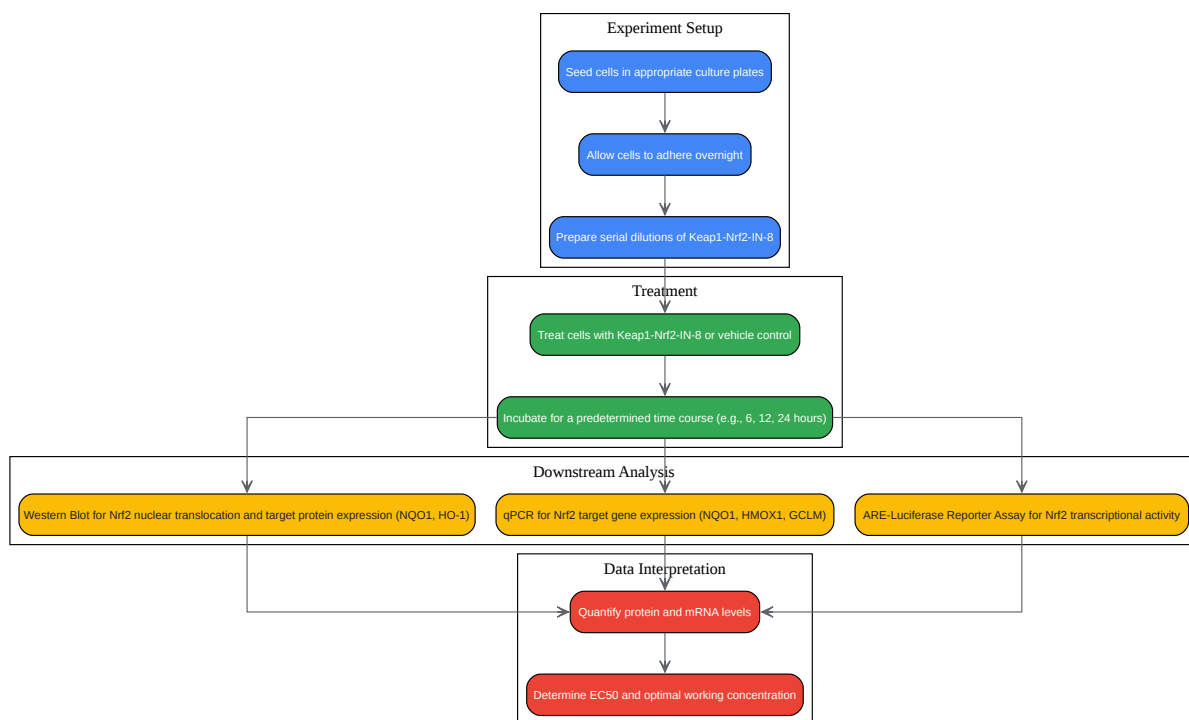 Experiment Setup
Seed cells in appropriate culture plates
Allow cells to adhere overnight
Prepare serial dilutions of Keap1-Nrf2-IN-8
Treatment
Treat cells with Keap1-Nrf2-IN-8 or vehicle control
Incubate for a predetermined time course (e.g., 6, 12, 24 hours)
Downstream Analysis
Western Blot for Nrf2 nuclear translocation and target protein expression (NQO1, HO-1)
qPCR for Nrf2 target gene expression (NQO1, HMOX1, GCLM)
ARE-Luciferase Reporter Assay for Nrf2 transcriptional activity
Data Interpretation
Quantify protein and mRNA levels
Determine EC50 and optimal working concentration